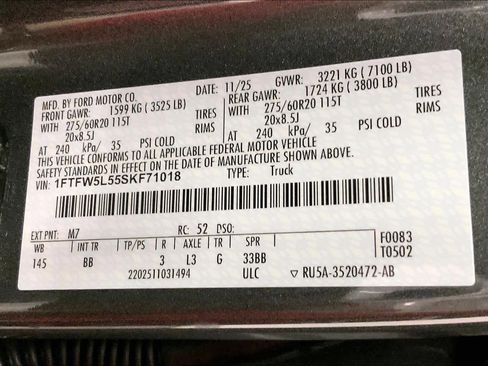 MFD. BY FORD MOTOR CO.
DATE: 11/25 GVWR: 3221 KG ( 7100 LB)
FRONT GAWR: 1599 KG ( 3525 LB) REAR GAWR: 1724 KG ( 3800 LB)
WITH 275/60R20 115T TIRES WITH 275/60R20 115T TIRES
20x8.5J RIMS 20x8.5J RIMS
AT 240 kPa/ 35 PSI COLD AT 240 kPa/ 35 PSI COLD
THIS VEHICLE CONFORMS TO ALL APPLICABLE FEDERAL MOTOR VEHICLE
SAFETY STANDARDS IN EFFECT ON THE DATE OF MANUFACTURE SHOWN ABOVE.
VIN: 1FTFW5L55SKF71018 TYPE: Truck
EXT PNT: M7 RC: 52 DSO:
WB INT TR TP/PS R AXLE TR SPR
145 BB 3 L3 G 33BB
F0083
T0502
2202511031494 ULC ▽ RU5A-3520472-AB